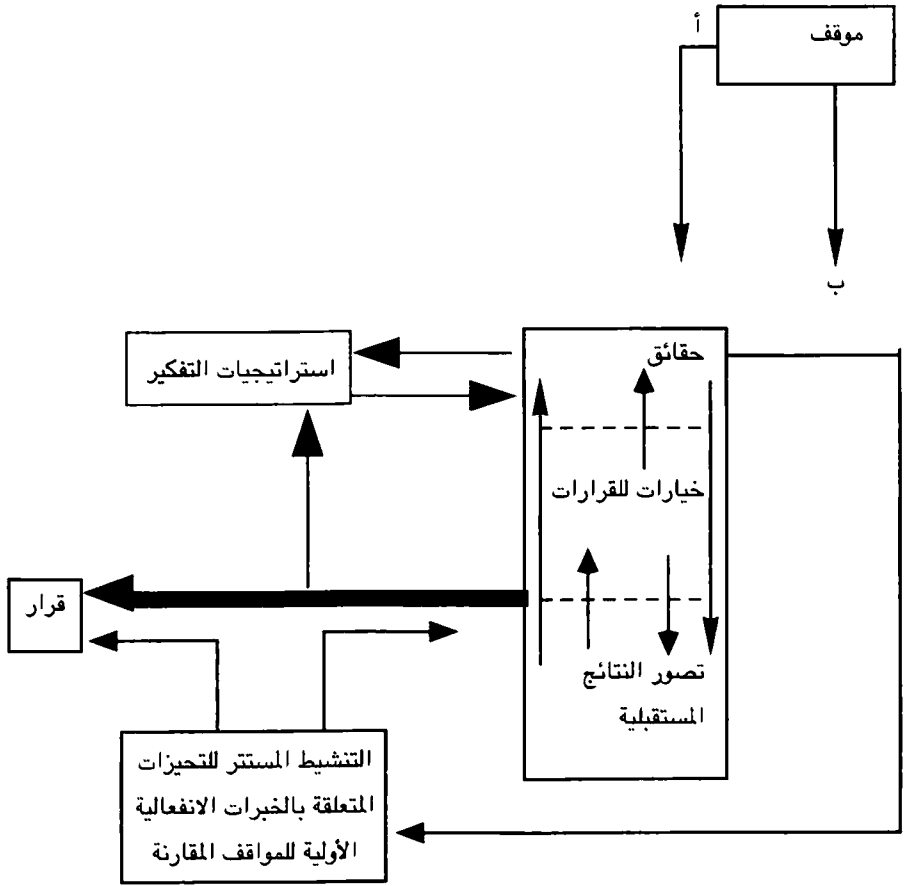 موقف
أ
ب
حقائق
استراتيجيات التفكير
خيارات للقرارات
قرار
تصور النتائج
المستقبلية
التنشيط المستتر للتحيزات
المتعلقة بالخبرات الانفعالية
الأولية للمواقف المقارنة